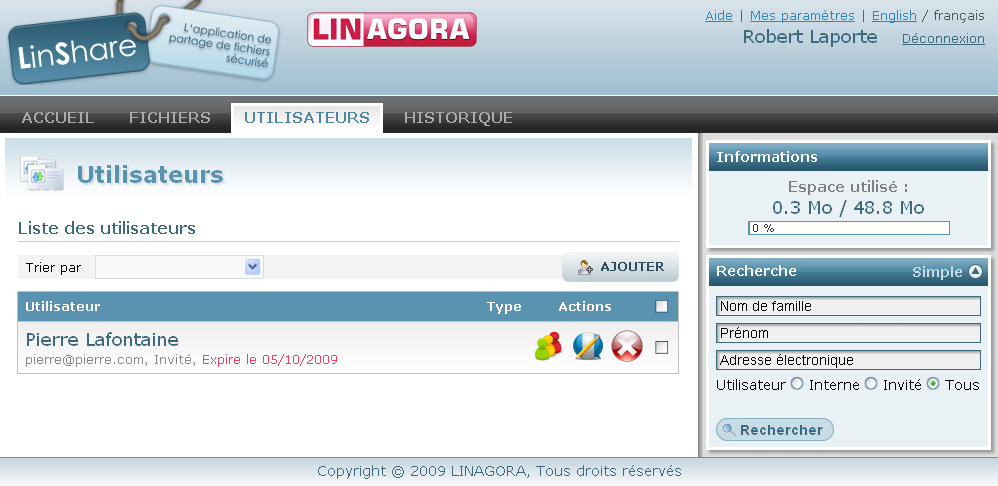 LinShare
L'application de
partage de fichiers
sécurisé
LINAGORA
Aide | Mes paramètres | English / français
Robert Laporte Déconnexion
ACCUEIL FICHIERS UTILISATEURS HISTORIQUE
Utilisateurs
Liste des utilisateurs
Trier par AJOUTER
Utilisateur Type Actions
Pierre Lafontaine
pierre@pierre.com, Invité, Expire le 05/10/2009
Informations
Espace utilisé :
0.3 Mo / 48.8 Mo
0 %
Recherche Simple
Nom de famille
Prénom
Adresse électronique
Utilisateur Interne Invité Tous
Rechercher
Copyright © 2009 LINAGORA, Tous droits réservés